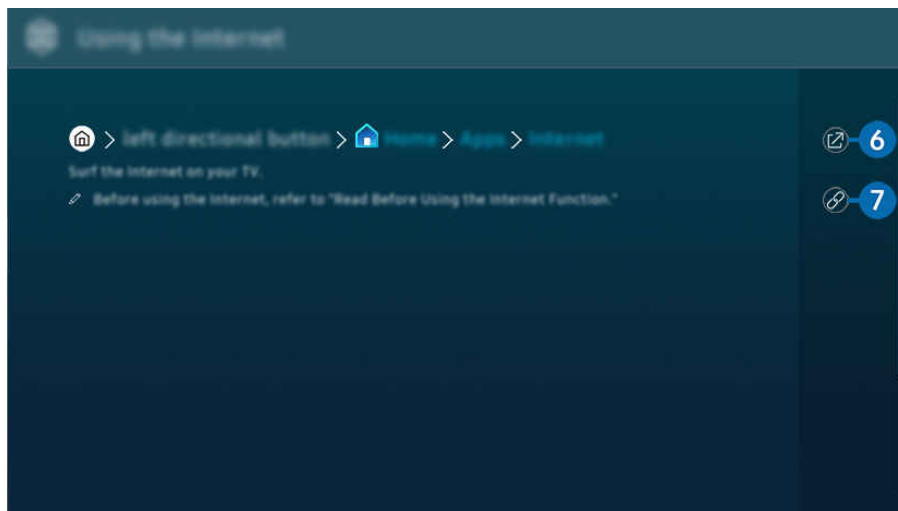 Using the Internet
> left directional button > Home > Apps > Internet
6
Surf the Internet on your TV.
Before using the Internet, refer to "Read Before Using the Internet Function."
7